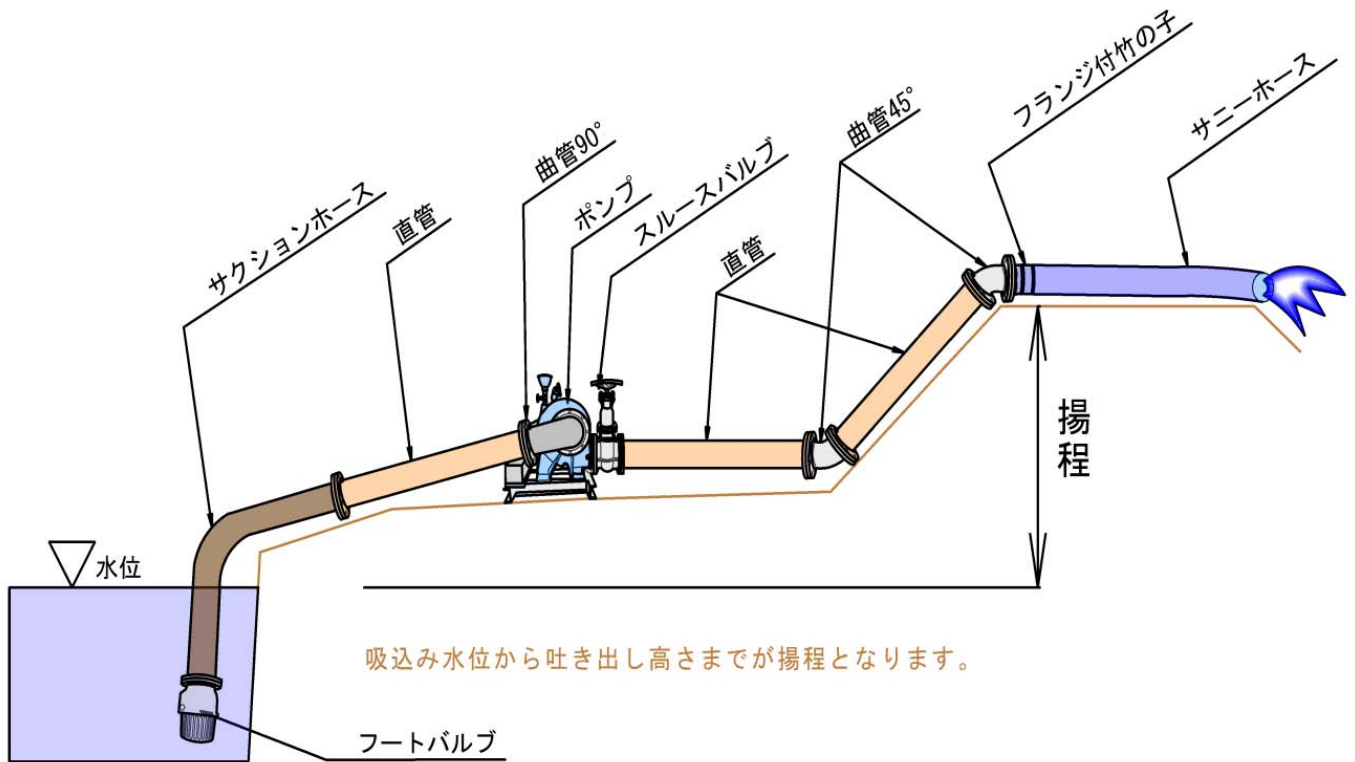 サクションホース
直管
曲管90°
ポンプ
スルースバルブ
直管
曲管45°
フランジ付竹の子
サニーホース
揚程
水位
吸込み水位から吐き出し高さまでが揚程となります。
フートバルブ